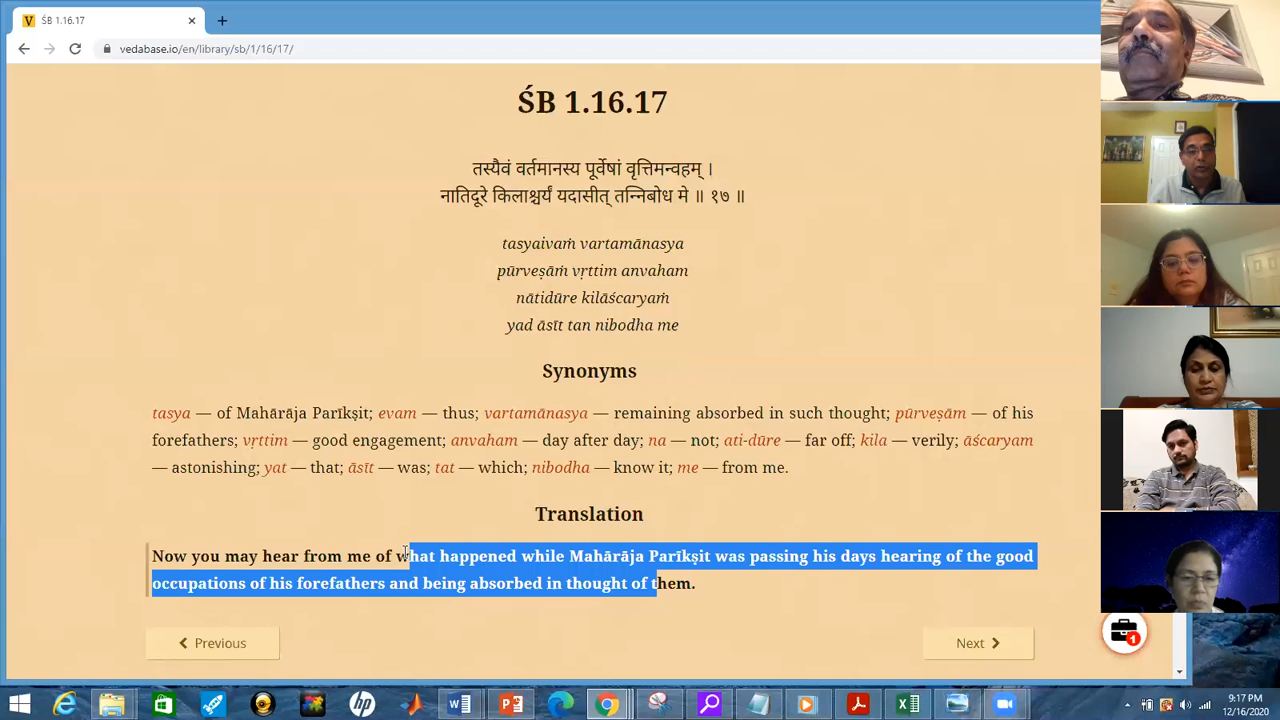 ŚB 1.16.17
vedabase.io/en/library/sb/1/16/17/
ŚB 1.16.17
तस्यैवं वर्तमानस्य पूर्वेषां वृत्तिमन्वहम् ।
नातिदूरे किलाश्चर्यं यदासीत् तन्निबोध मे ॥ १७ ॥
tasyaivaṁ vartamānasya
pūrveṣāṁ vṛttim anvaham
nātidūre kilāścaryaṁ
yad āsīt tan nibodha me
Synonyms
tasya — of Mahārāja Parīkṣit; evam — thus; vartamānasya — remaining absorbed in such thought; pūrveṣām — of his
forefathers; vṛttim — good engagement; anvaham — day after day; na — not; ati-dūre — far off; kila — verily; āścaryam
— astonishing; yat — that; āsīt — was; tat — which; nibodha — know it; me — from me.
Translation
Now you may hear from me of what happened while Mahārāja Parīkṣit was passing his days hearing of the good
occupations of his forefathers and being absorbed in thought of them.
Previous
Next
1
9:17 PM
12/16/2020